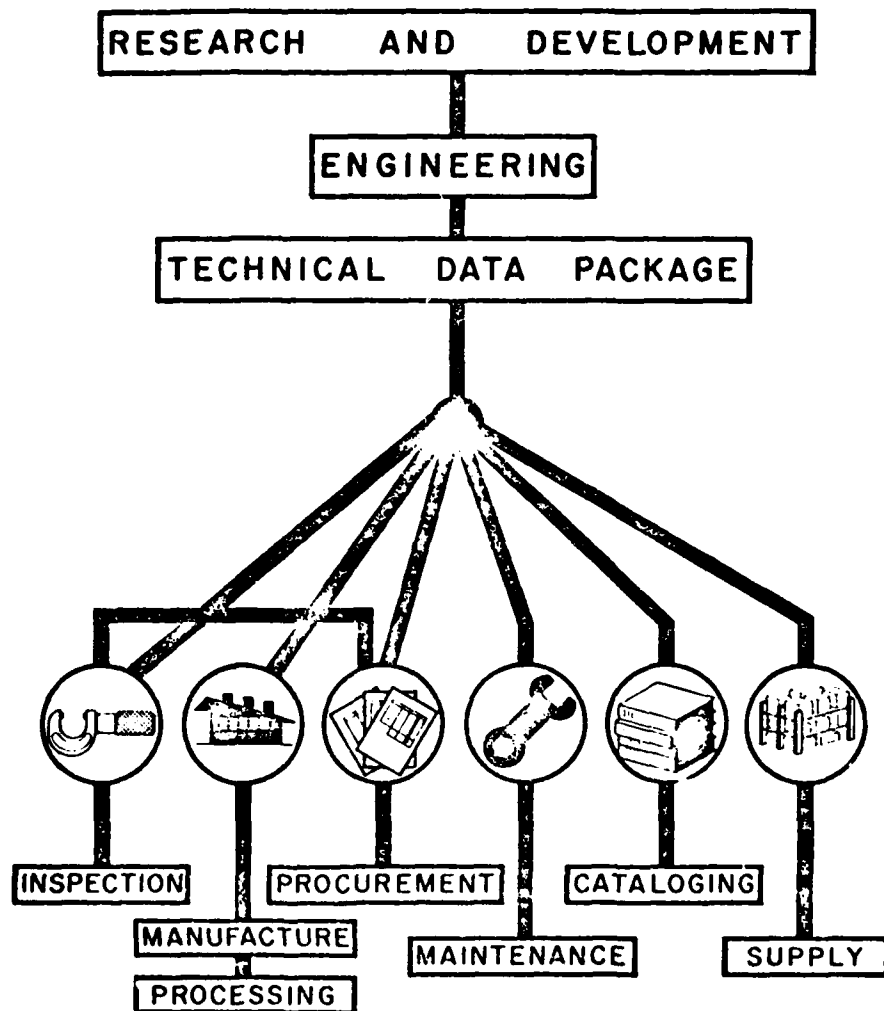 RESEARCH AND DEVELOPMENT
ENGINEERING
TECHNICAL DATA PACKAGE
INSPECTION
PROCUREMENT
CATALOGING
MANUFACTURE
MAINTENANCE
SUPPLY
PROCESSING